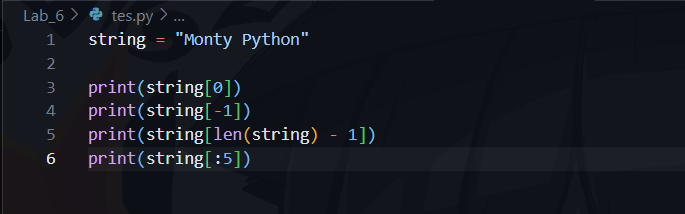 Lab_6 > tes.py > ...
1 string = "Monty Python"
2
3 print(string[0])
4 print(string[-1])
5 print(string[len(string) - 1])
6 print(string[:5])